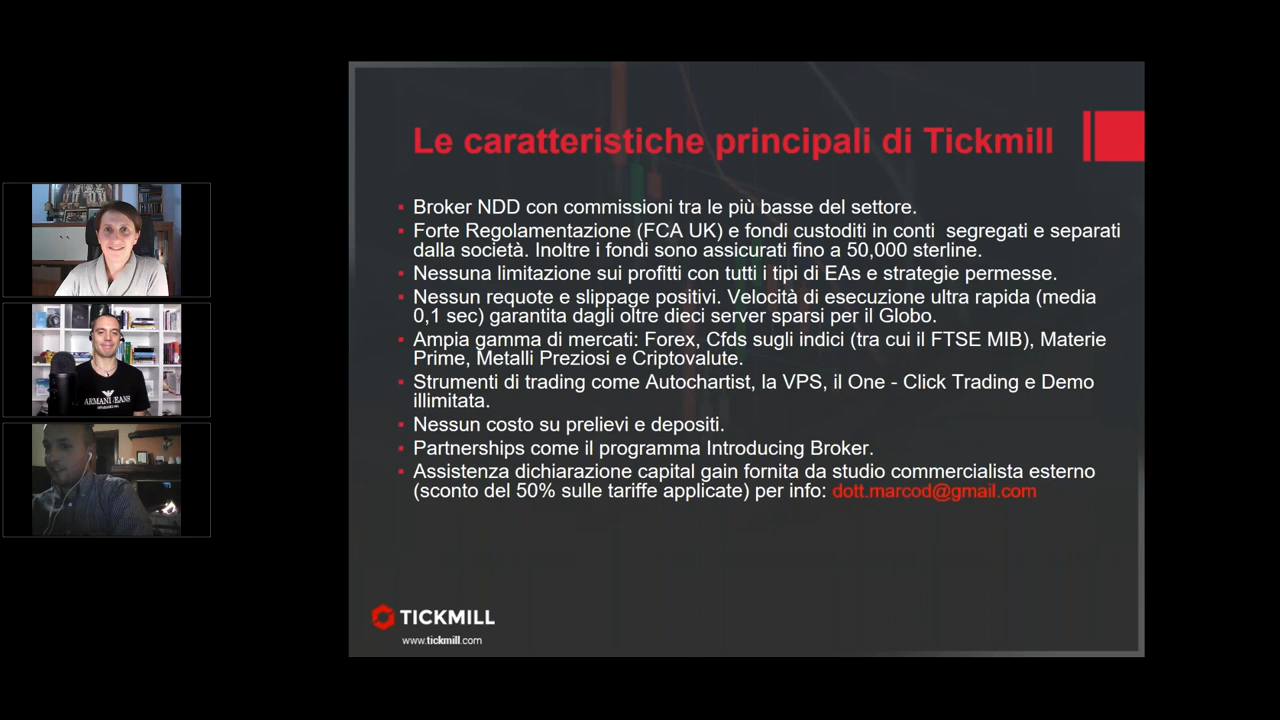 Le caratteristiche principali di Tickmill
Broker NDD con commissioni tra le più basse del settore.
Forte Regolamentazione (FCA UK) e fondi custoditi in conti segregati e separati
dalla società. Inoltre i fondi sono assicurati fino a 50,000 sterline.
Nessuna limitazione sui profitti con tutti i tipi di EAs e strategie permesse.
Nessun requote e slippage positivi. Velocità di esecuzione ultra rapida (media
0,1 sec) garantita dagli oltre dieci server sparsi per il Globo.
Ampia gamma di mercati: Forex, Cfds sugli indici (tra cui il FTSE MIB), Materie
Prime, Metalli Preziosi e Criptovalute.
Strumenti di trading come Autochartist, la VPS, il One - Click Trading e Demo
illimitata.
Nessun costo su prelievi e depositi.
Partnerships come il programma Introducing Broker.
Assistenza dichiarazione capital gain fornita da studio commercialista esterno
(sconto del 50% sulle tariffe applicate) per info: dott.marcod@gmail.com
TICKMILL
www.tickmill.com
ARMANI JEANS